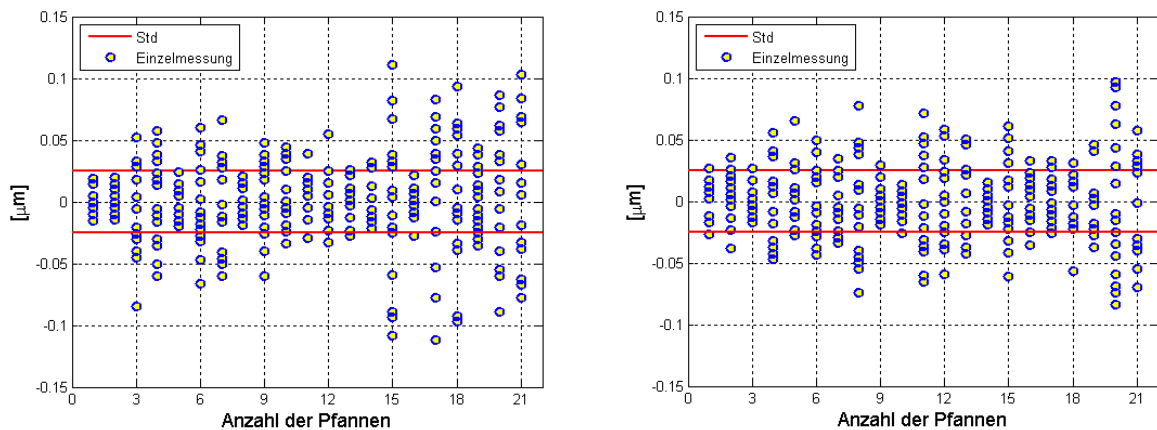 0.15
Std
Einzelmessung
0.1
0.05
0
-0.05
-0.1
-0.15
[µm]
0 3 6 9 12 15 18 21
Anzahl der Pfannen
0.15
Std
Einzelmessung
0.1
0.05
0
-0.05
-0.1
-0.15
[µm]
0 3 6 9 12 15 18 21
Anzahl der Pfannen